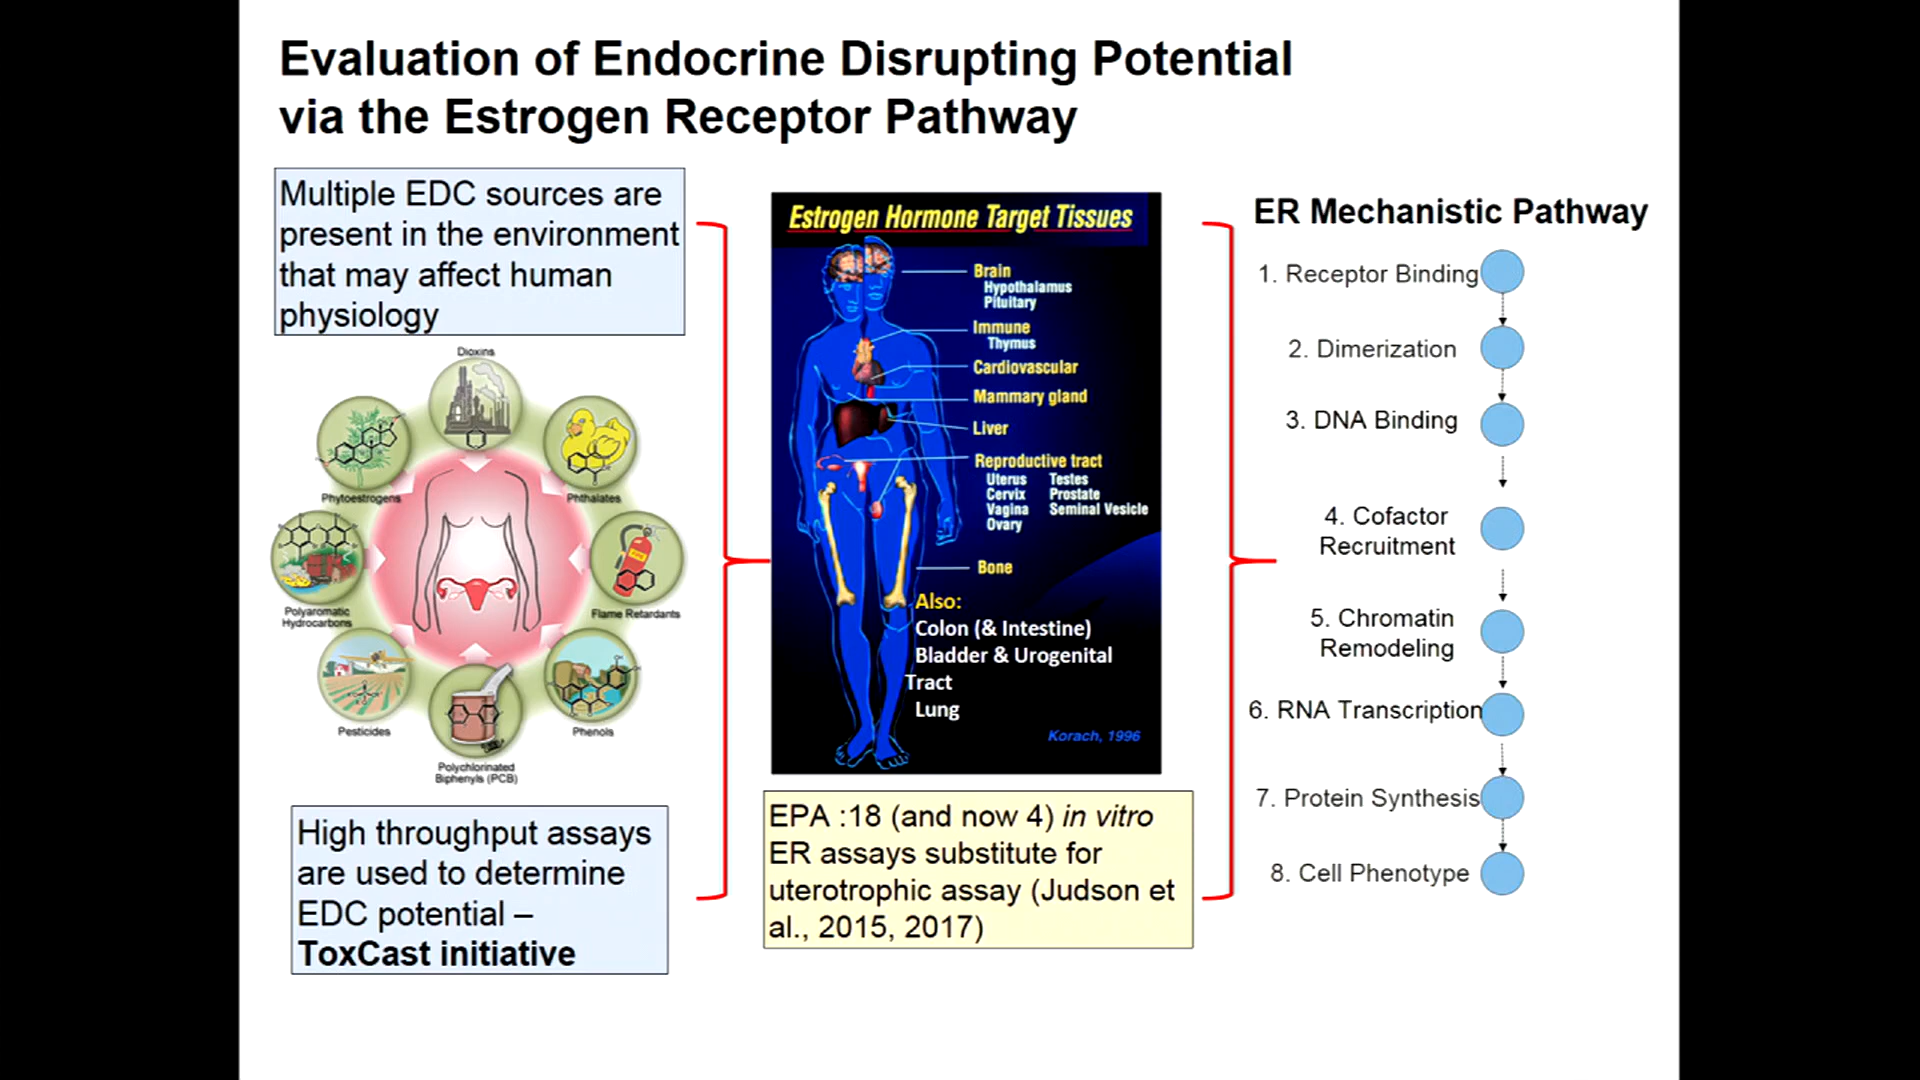 Evaluation of Endocrine Disrupting Potential
via the Estrogen Receptor Pathway
Multiple EDC sources are
present in the environment
that may affect human
physiology
Dioxins
Phytoestrogens
Phthalates
Polyaromatic
Hydrocarbons
Flame Retardants
Pesticides
Phenols
Polychlorinated
Biphenyls (PCB)
High throughput assays
are used to determine
EDC potential –
ToxCast initiative
Estrogen Hormone Target Tissues
Brain
Hypothalamus
Pituitary
Immune
Thymus
Cardiovascular
Mammary gland
Liver
Reproductive tract
Uterus Testes
Cervix Prostate
Vagina Seminal Vesicle
Ovary
Bone
Also:
Colon (& Intestine)
Bladder & Urogenital
Tract
Lung
Korach, 1996
EPA :18 (and now 4) in vitro
ER assays substitute for
uterotrophic assay (Judson et
al., 2015, 2017)
ER Mechanistic Pathway
1. Receptor Binding
2. Dimerization
3. DNA Binding
4. Cofactor
Recruitment
5. Chromatin
Remodeling
6. RNA Transcription
7. Protein Synthesis
8. Cell Phenotype